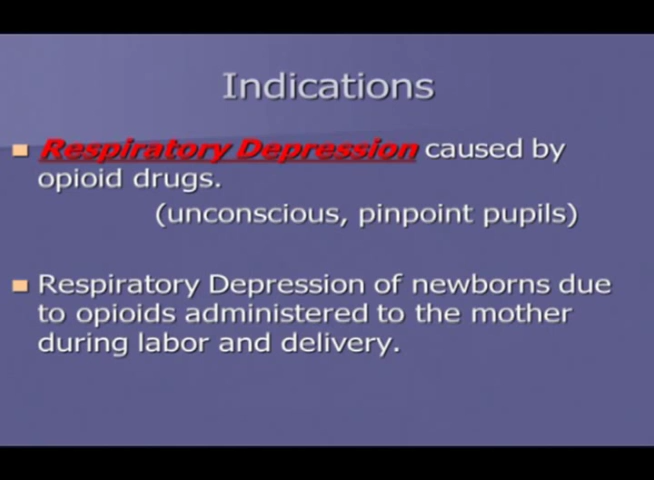 Indications
Respiratory Depression caused by
opioid drugs.
(unconscious, pinpoint pupils)
Respiratory Depression of newborns due
to opioids administered to the mother
during labor and delivery.